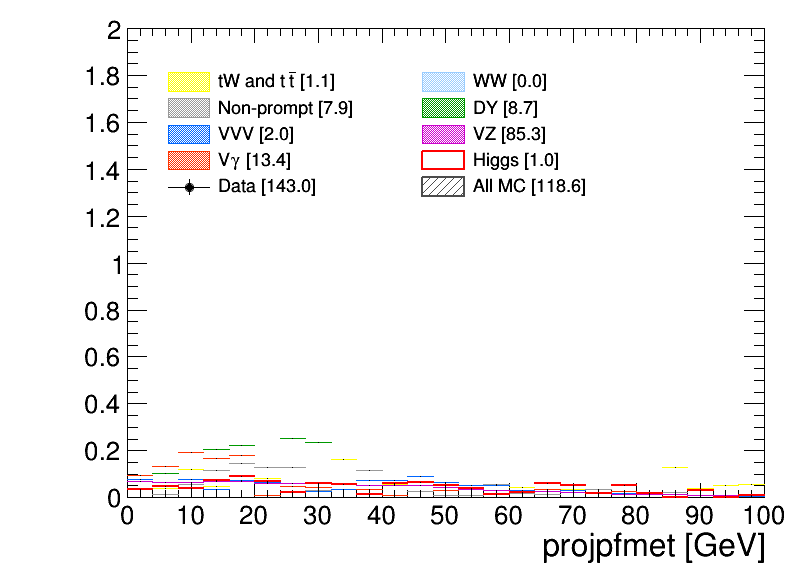 2
1.8
1.6
1.4
1.2
1
0.8
0.6
0.4
0.2
0
tW and t t̄ [1.1]
WW [0.0]
Non-prompt [7.9]
DY [8.7]
VVV [2.0]
VZ [85.3]
Vγ [13.4]
Higgs [1.0]
Data [143.0]
All MC [118.6]
0 10 20 30 40 50 60 70 80 90 100
projpfmet [GeV]